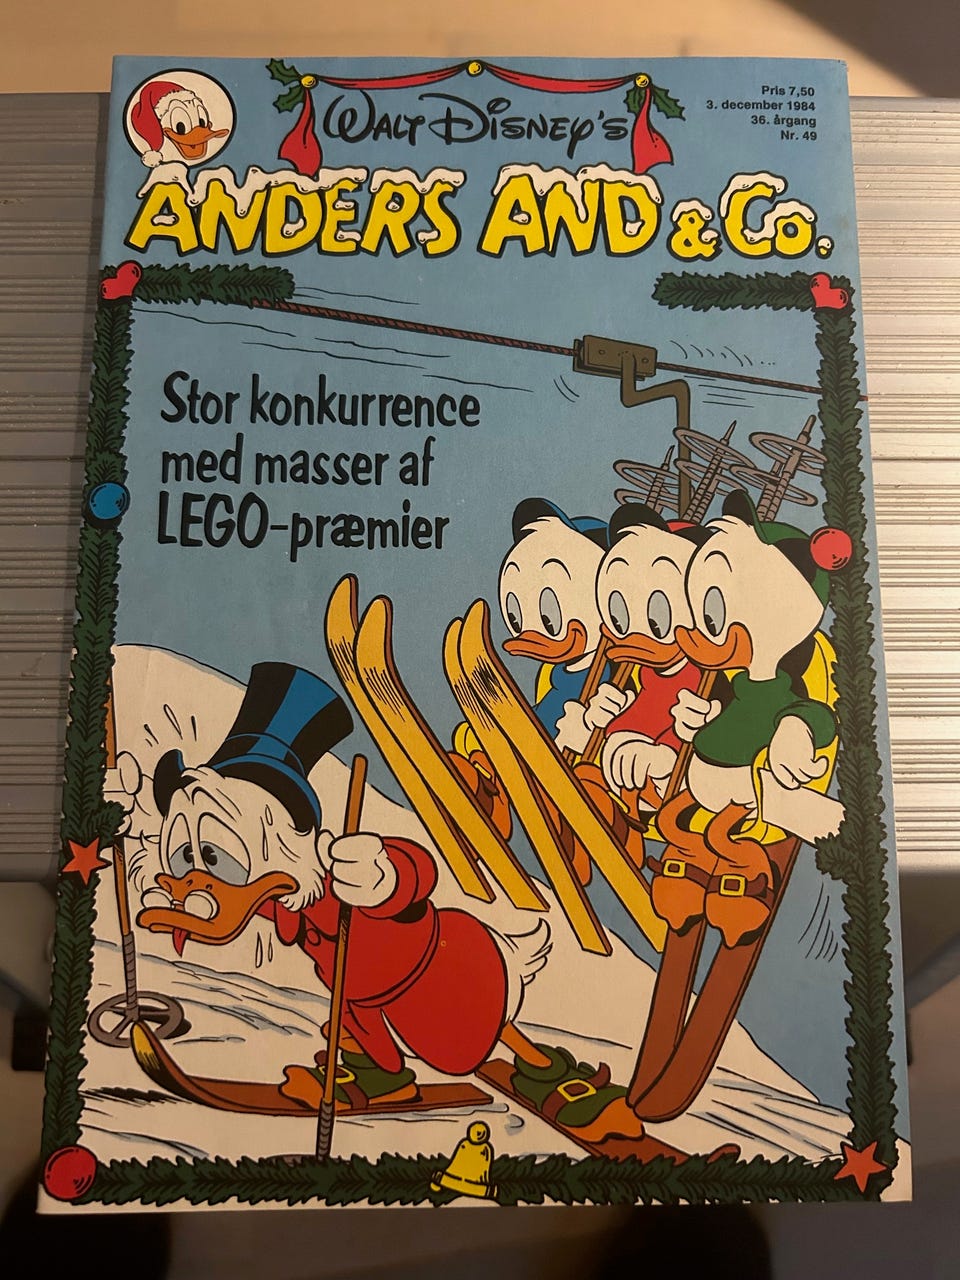 WALT DISNEY'S
Pris 7,50
3. december 1984
36. årgang
Nr. 49
ANDERS AND & Co.
Stor konkurrence
med masser af
LEGO-præmier